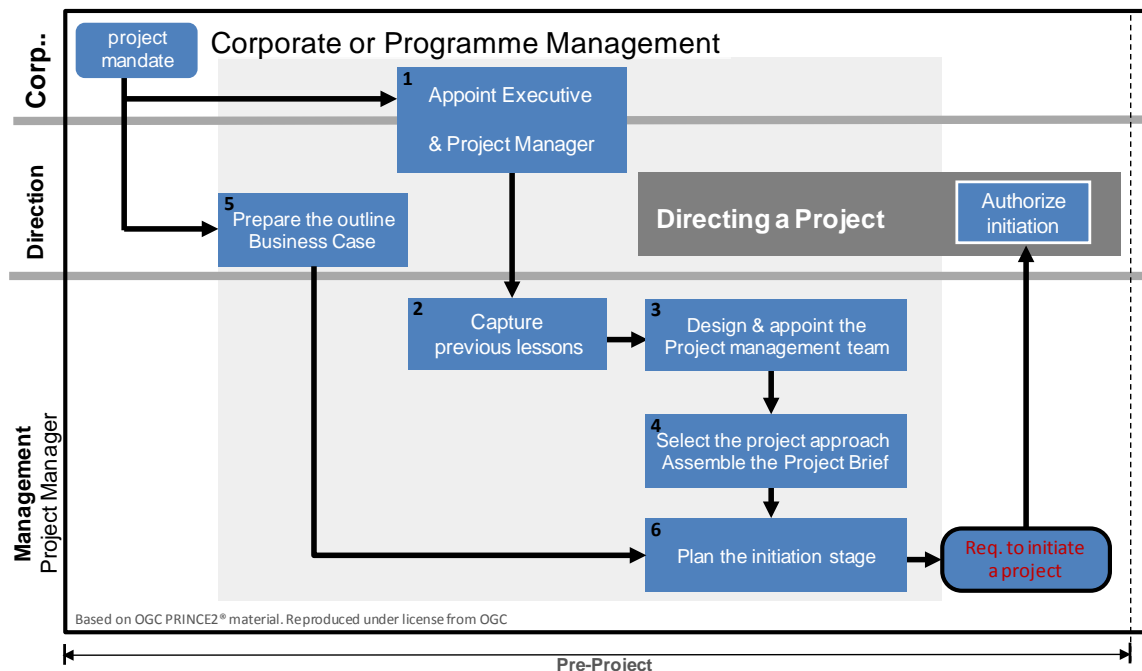 project
mandate
Corporate or Programme Management
Corp..
1
Appoint Executive
& Project Manager
Direction
5
Prepare the outline
Business Case
Directing a Project
Authorize
initiation
2
Capture
previous lessons
3
Design & appoint the
Project management team
4
Select the project approach
Assemble the Project Brief
Management
Project Manager
6
Plan the initiation stage
Req. to initiate
a project
Based on OGC PRINCE2® material. Reproduced under license from OGC
Pre-Project